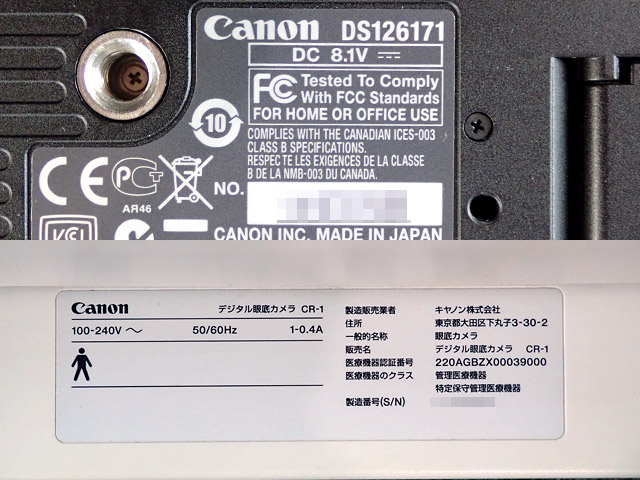 Canon DS126171
DC 8.1V
FC Tested To Comply
With FCC Standards
FOR HOME OR OFFICE USE
10
COMPLIES WITH THE CANADIAN ICES-003
CLASS B SPECIFICATIONS.
RESPECTE LES EXIGENCES DE LA CLASSE
B DE LA NMB-003 DU CANADA.
CE
PCT
АЯ46
NO.
VCI
CANON INC. MADE IN JAPAN
Canon デジタル眼底カメラ CR-1
100-240V 50/60Hz 1-0.4A
製造販売業者 キヤノン株式会社
住所 東京都大田区下丸子3-30-2
一般的名称 眼底カメラ
販売名 デジタル眼底カメラ CR-1
医療機器認証番号 220AGBZX00039000
医療機器のクラス 管理医療機器
特定保守管理医療機器
製造番号(S/N)